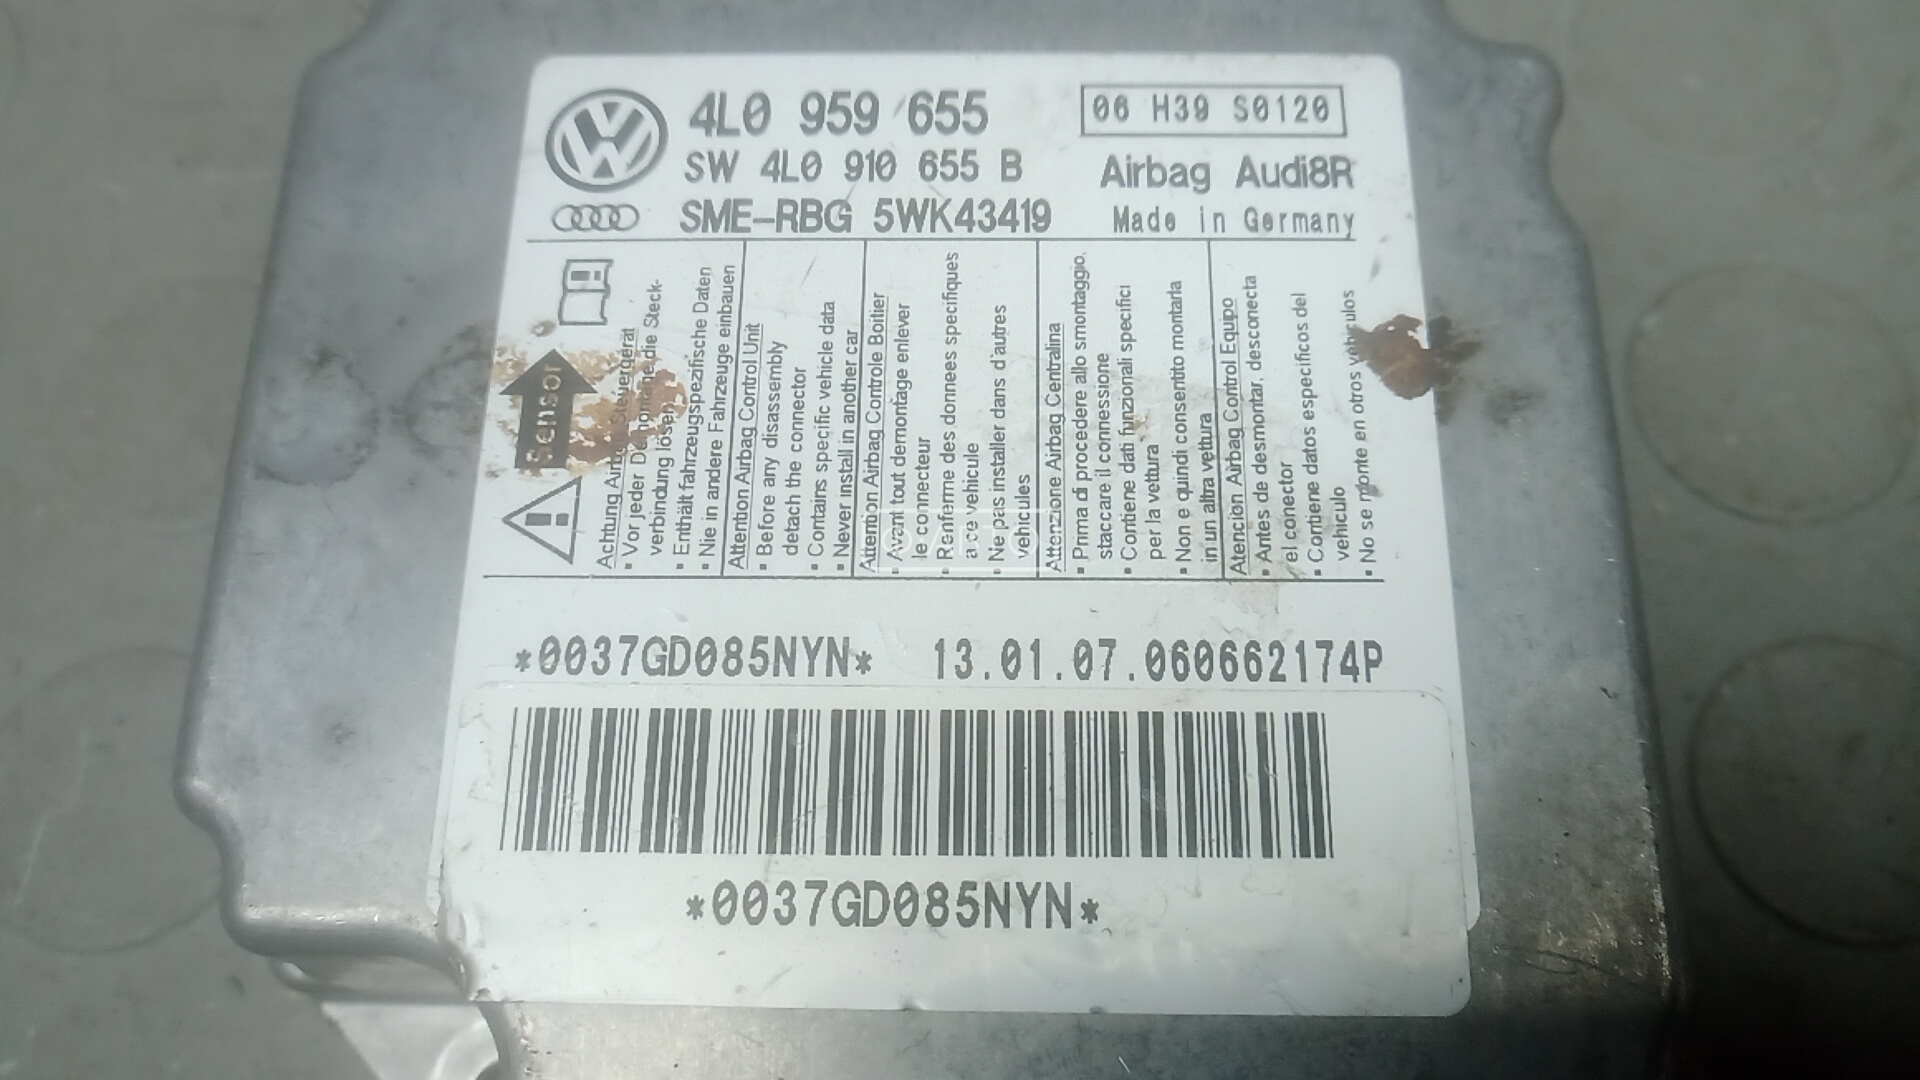 4L0 959 655
06 H39 S0120
SW 4L0 910 655 B
Airbag Audi8R
SME-RBG 5WK43419
Made in Germany
Sensor
Achtung Steuergerät
▪ Vor jeder die Steck-
verbindung lösen
▪ Enthält fahrzeugspezifische Daten
▪ Nie in andere Fahrzeuge einbauen
Attention Airbag Control Unit
▪ Before any disassembly
detach the connector
▪ Contains specific vehicle data
▪ Never install in another car
Attention Airbag Controle Boitier
▪ Avant tout demontage enlever
le connecteur
▪ Renferme des donnees specifiques
a ce vehicule
▪ Ne pas installer dans d'autres
vehicules
Attenzione Airbag Centralina
▪ Prima di procedere allo smontaggio,
staccare il connessione
▪ Contiene dati funzionali specifici
per la vettura
▪ Non e quindi consentito montarla
in un altra vettura
Atencion Airbag Control Equipo
▪ Antes de desmontar, desconecta
el conector
▪ Contiene datos especificos del
vehiculo
▪ No se monte en otros vehiculos
*0037GD085NYN* 13.01.07.060662174P
*0037GD085NYN*